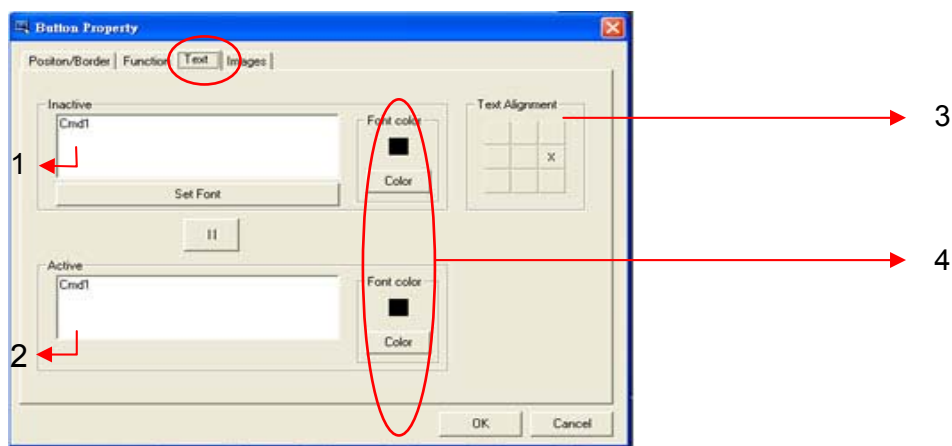 Button Property
Positon/Border Function Text Images
Inactive
Cmd1
Set Font
Font color
Color
Text Alignment
X
3
1
II
4
Active
Cmd1
Font color
Color
2
OK Cancel